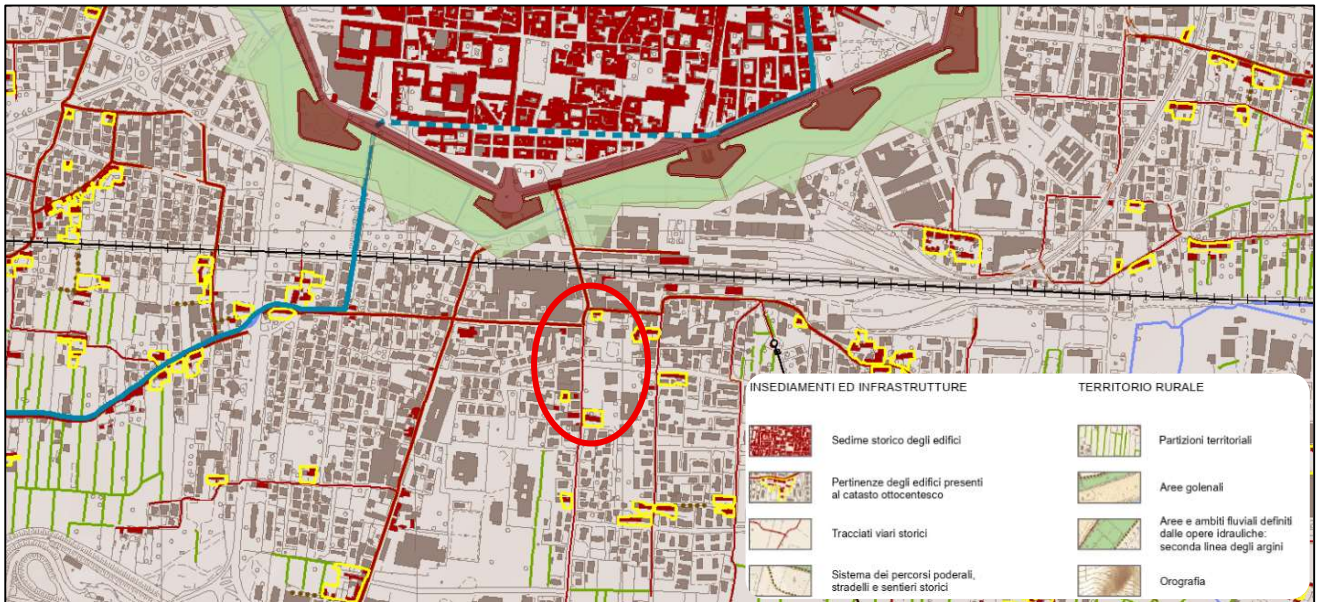 INSEDIAMENTI ED INFRASTRUTTURE
Sedime storico degli edifici
Pertinenze degli edifici presenti
al catasto ottocentesco
Tracciati viari storici
Sistema dei percorsi poderali,
stradelli e sentieri storici
TERRITORIO RURALE
Partizioni territoriali
Aree golenali
Aree e ambiti fluviali definiti
dalle opere idrauliche:
seconda linea degli argini
Orografia